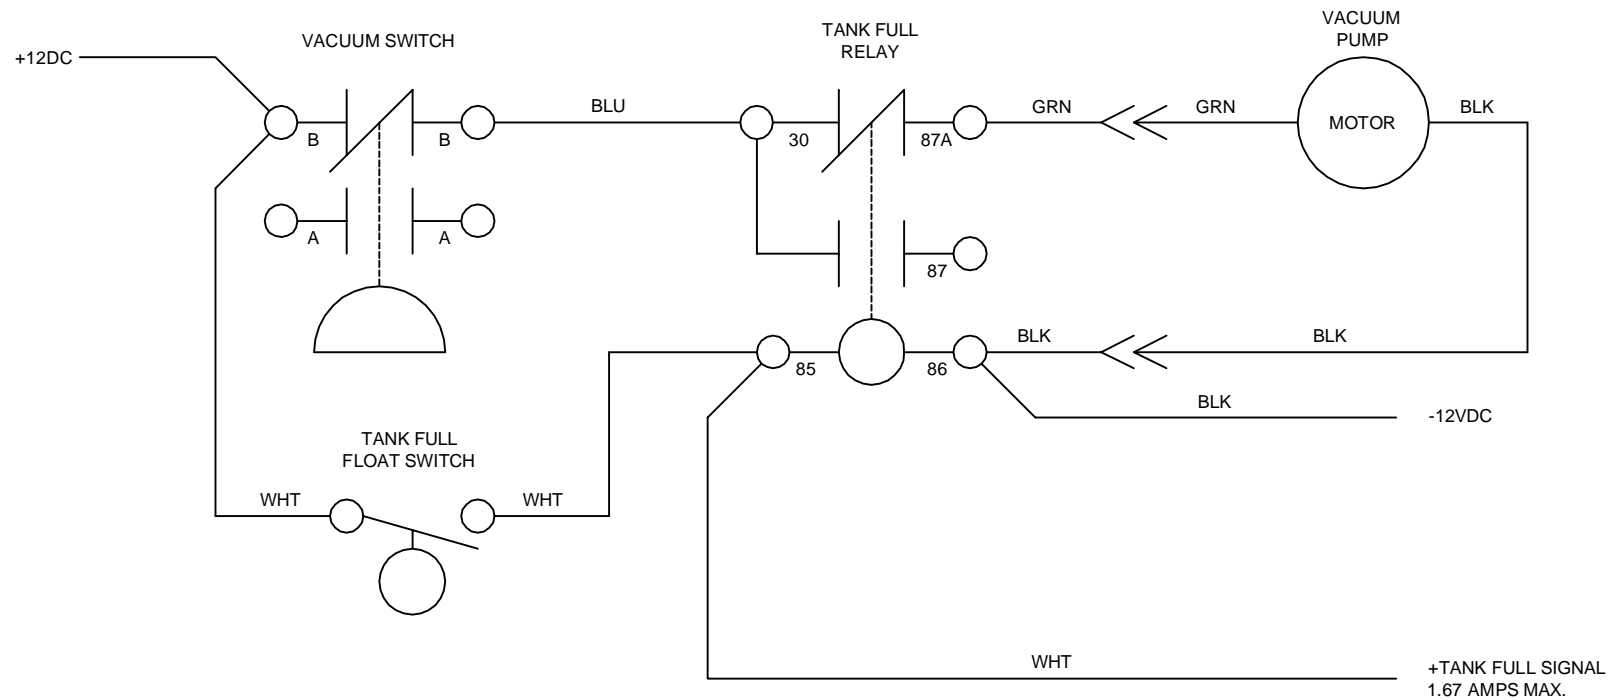 VACUUM
PUMP
TANK FULL
RELAY
VACUUM SWITCH
+12DC
BLU
GRN
GRN
BLK
MOTOR
B
B
30
87A
A
A
87
BLK
BLK
85
86
BLK
-12VDC
TANK FULL
FLOAT SWITCH
WHT
WHT
WHT
+TANK FULL SIGNAL
1.67 AMPS MAX.